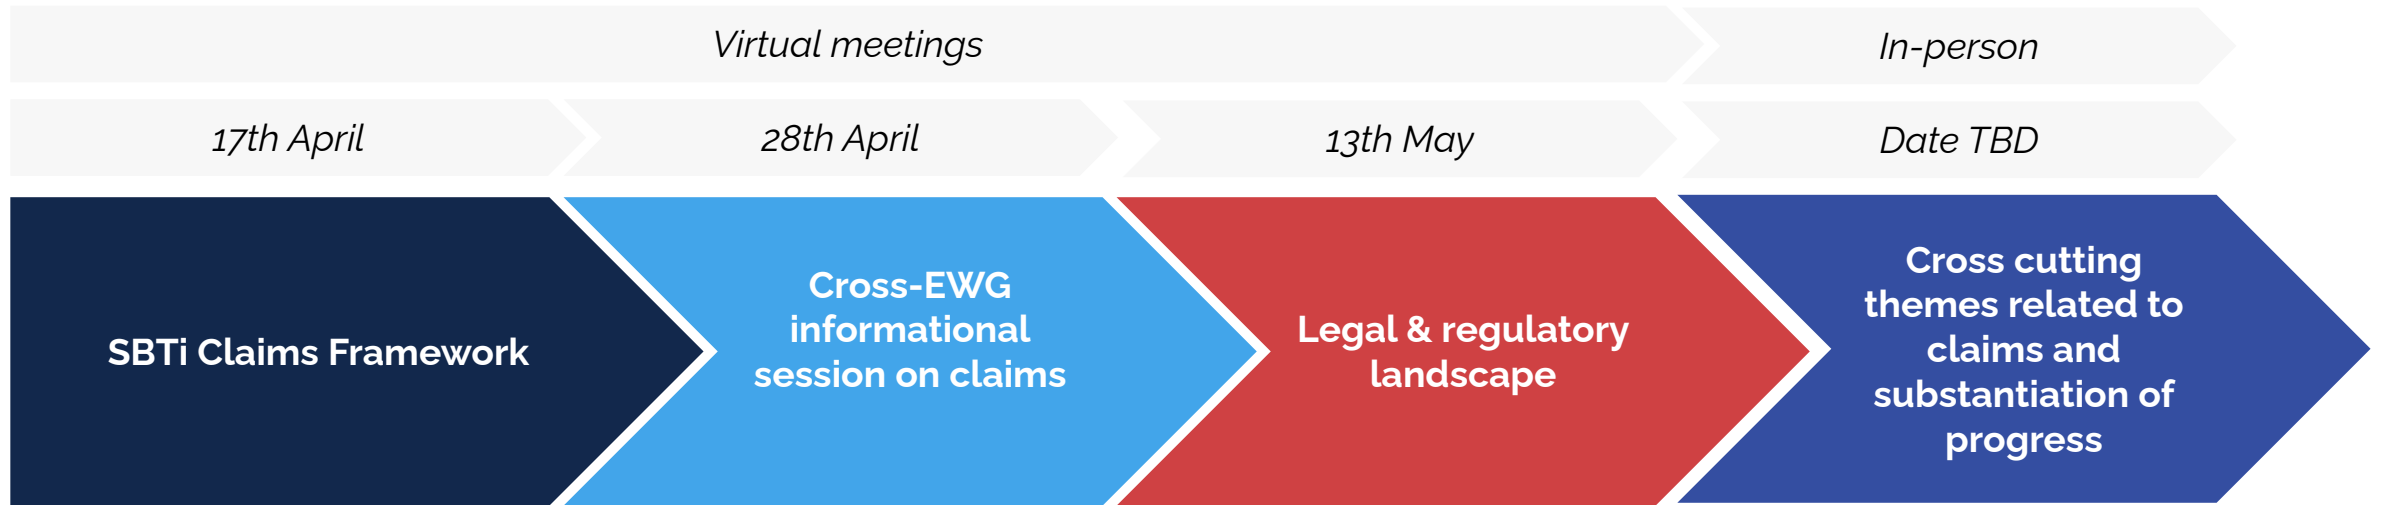 Virtual meetings
In-person
17th April
28th April
13th May
Date TBD
SBTi Claims Framework
Cross-EWG
informational
session on claims
Legal & regulatory
landscape
Cross cutting
themes related to
claims and
substantiation of
progress